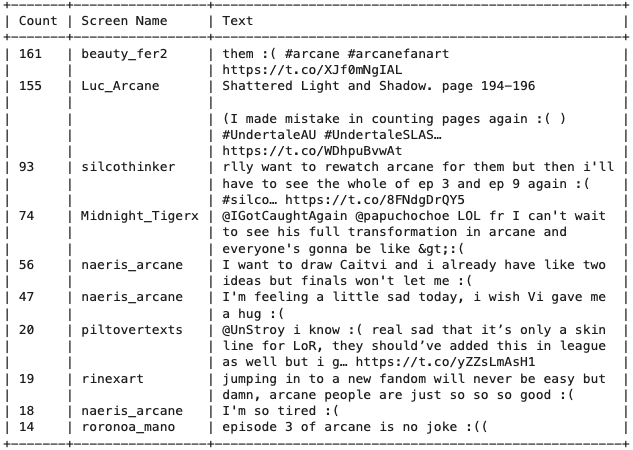 Count | Screen Name | Text
161 | beauty_fer2 | them :( #arcane #arcanefanart
https://t.co/XJf0mNgIAL
155 | Luc_Arcane | Shattered Light and Shadow. page 194-196
(I made mistake in counting pages again :( )
#UndertaleAU #UndertaleSLAS…
https://t.co/WDhpuBvwAt
93 | silcothinker | rlly want to rewatch arcane for them but then i'll
have to see the whole of ep 3 and ep 9 again :(
#silco… https://t.co/8FNdgDrQY5
74 | Midnight_Tigerx | @IGotCaughtAgain @papuchochoe LOL fr I can't wait
to see his full transformation in arcane and
everyone's gonna be like &gt;:(
56 | naeris_arcane | I want to draw Caitvi and i already have like two
ideas but finals won't let me :(
47 | naeris_arcane | I'm feeling a little sad today, i wish Vi gave me
a hug :(
20 | piltovertexts | @UnStroy i know :( real sad that it’s only a skin
line for LoR, they should’ve added this in league
as well but i g… https://t.co/yZZsLmAsH1
19 | rinexart | jumping in to a new fandom will never be easy but
damn, arcane people are just so so so good :(
18 | naeris_arcane | I'm so tired :(
14 | roronoa_mano | episode 3 of arcane is no joke :((